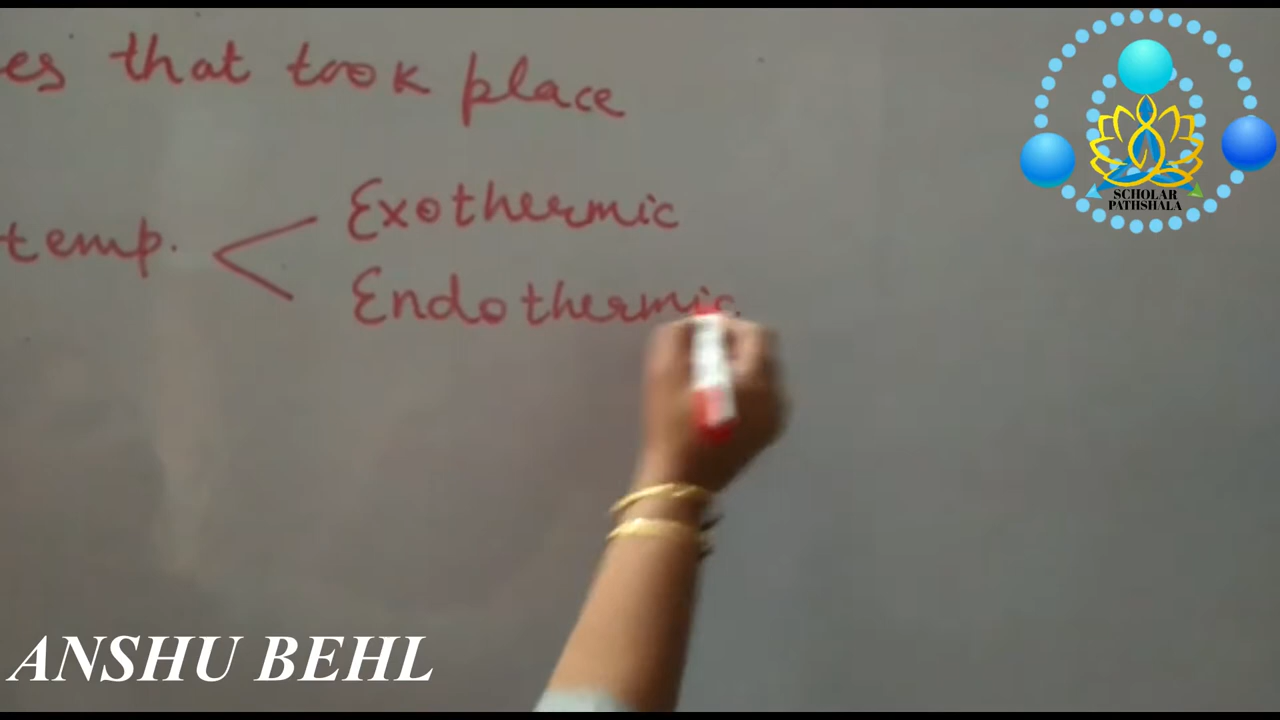 es that took place
temp. Exothermic
Endothermic
SCHOLAR
PATHSHALA
ANSHU BEHL